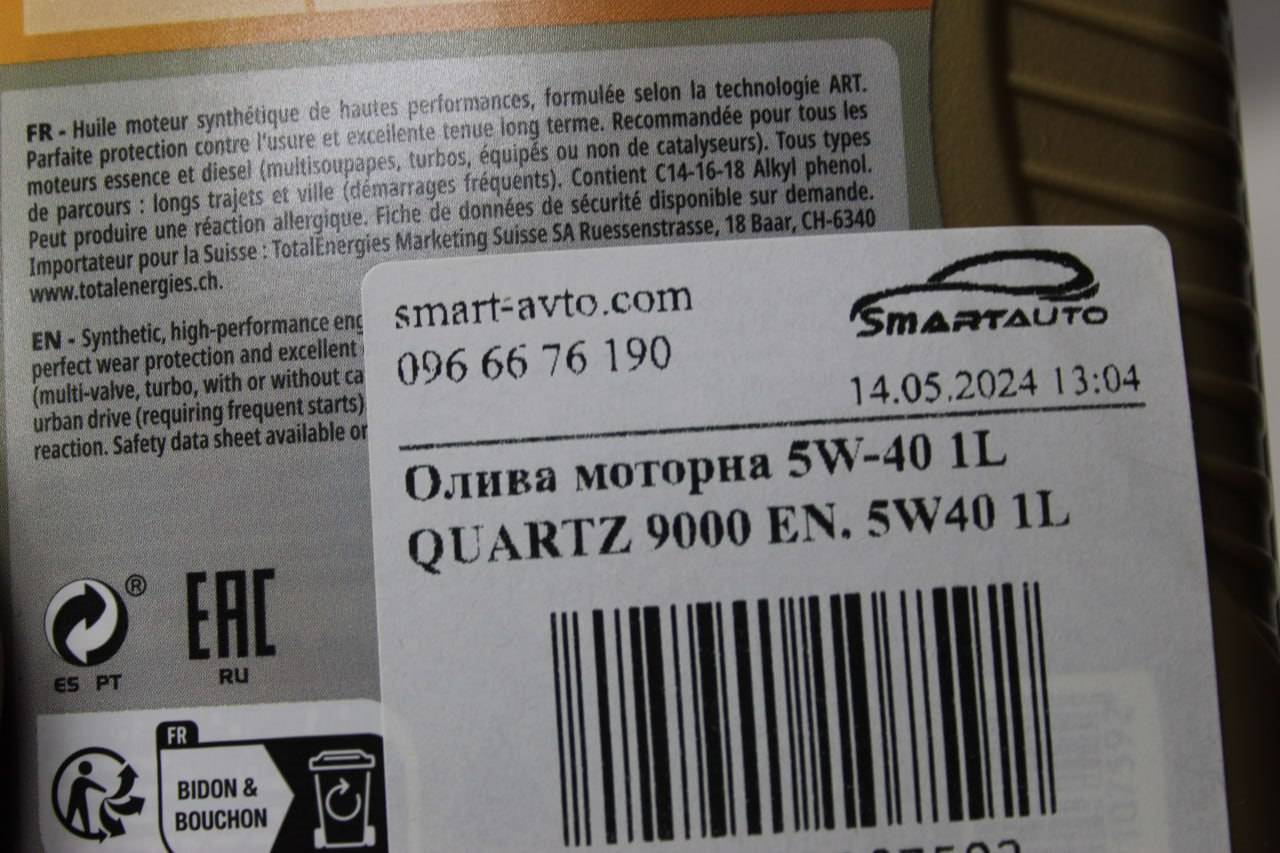 FR - Huile moteur synthétique de hautes performances, formulée selon la technologie ART.
Parfaite protection contre l'usure et excellente tenue long terme. Recommandée pour tous les
moteurs essence et diesel (multisoupapes, turbos, équipés ou non de catalyseurs). Tous types
de parcours : longs trajets et ville (démarrages fréquents). Contient C14-16-18 Alkyl phenol.
Peut produire une réaction allergique. Fiche de données de sécurité disponible sur demande.
Importateur pour la Suisse : TotalEnergies Marketing Suisse SA Ruessenstrasse, 18 Baar, CH-6340
www.totalenergies.ch.
EN - Synthetic, high-performance
perfect wear protection and excellent
(multi-valve, turbo, with or without
urban drive (requiring frequent starts)
reaction. Safety data sheet available
smart-avto.com
SMARTAUTO
096 66 76 190
14.05.2024 13:04
Олива моторна 5W-40 1L
QUARTZ 9000 EN. 5W40 1L
®
ES PT
EAC
RU
FR
BIDON &
BOUCHON